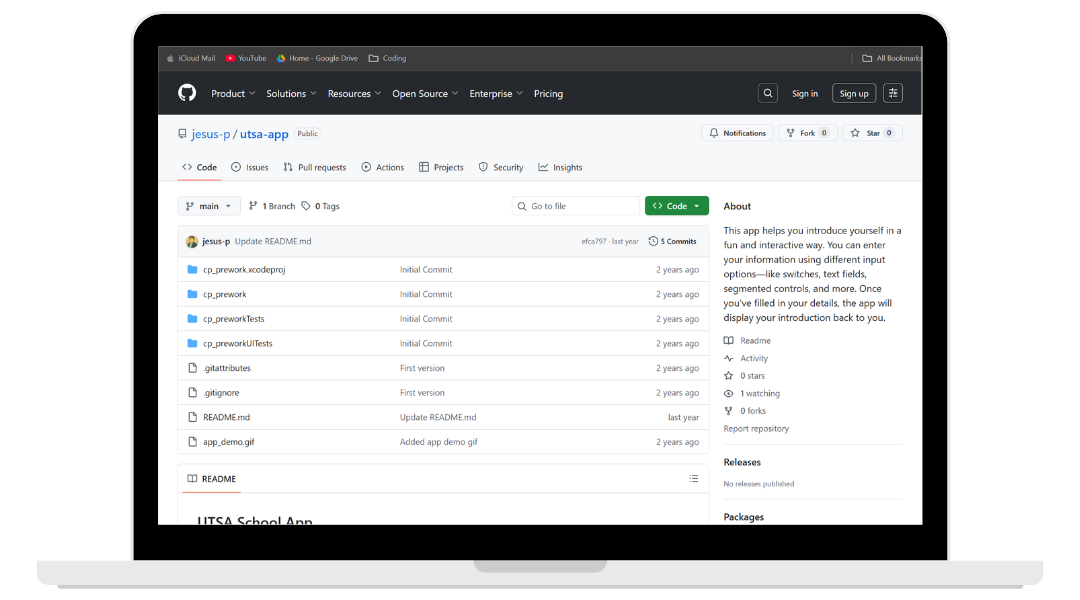 iCloud Mail YouTube Home - Google Drive Coding All Bookmarks
Product Solutions Resources Open Source Enterprise Pricing Sign in Sign up
jesus-p / utsa-app Public Notifications Fork 0 Star 0
Code Issues Pull requests Actions Projects Security Insights
main 1 Branch 0 Tags Go to file Code
jesus-p Update README.md efca797 · last year 5 Commits
cp_prework.xcodeproj Initial Commit 2 years ago
cp_prework Initial Commit 2 years ago
cp_preworkTests Initial Commit 2 years ago
cp_preworkUITests Initial Commit 2 years ago
.gitattributes First version 2 years ago
.gitignore First version 2 years ago
README.md Update README.md last year
app_demo.gif Added app demo gif 2 years ago
README
UTSA School App
About
This app helps you introduce yourself in a
fun and interactive way. You can enter
your information using different input
options—like switches, text fields,
segmented controls, and more. Once
you've filled in your details, the app will
display your introduction back to you.
Readme
Activity
0 stars
1 watching
0 forks
Report repository
Releases
No releases published
Packages